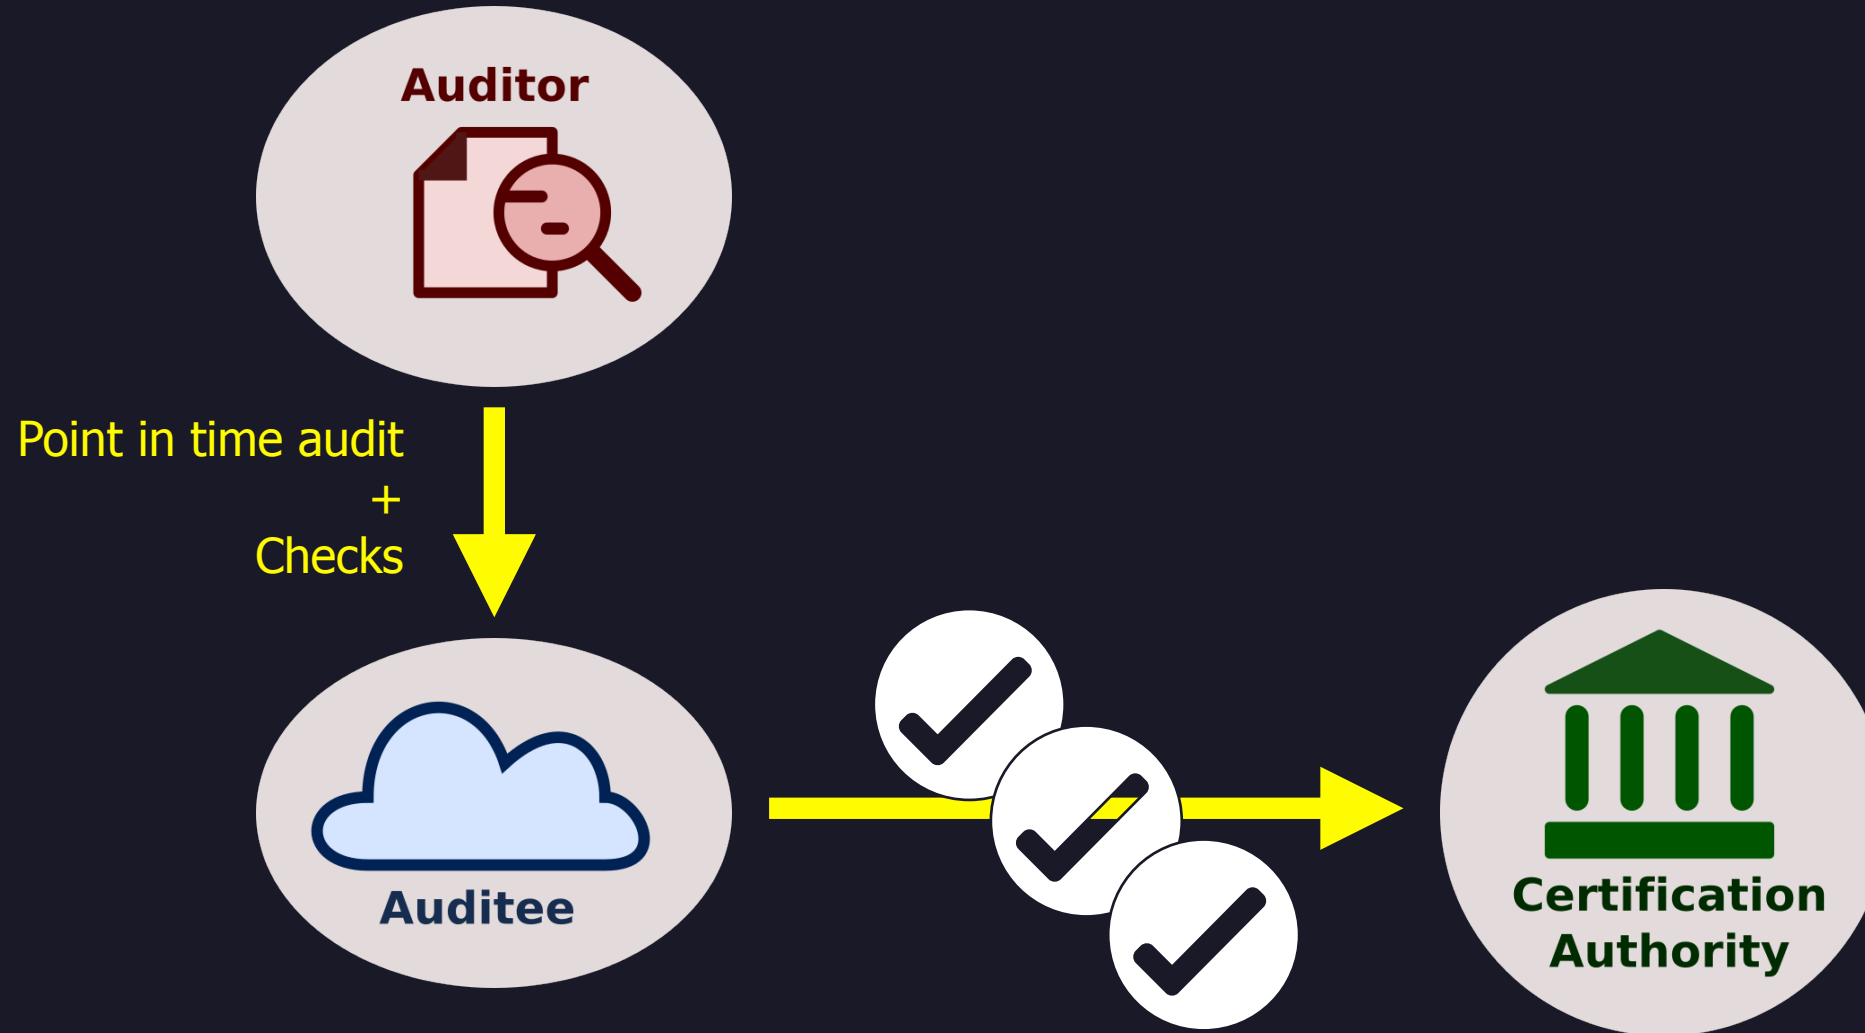 Auditor
Point in time audit
+
Checks
Auditee
Certification
Authority